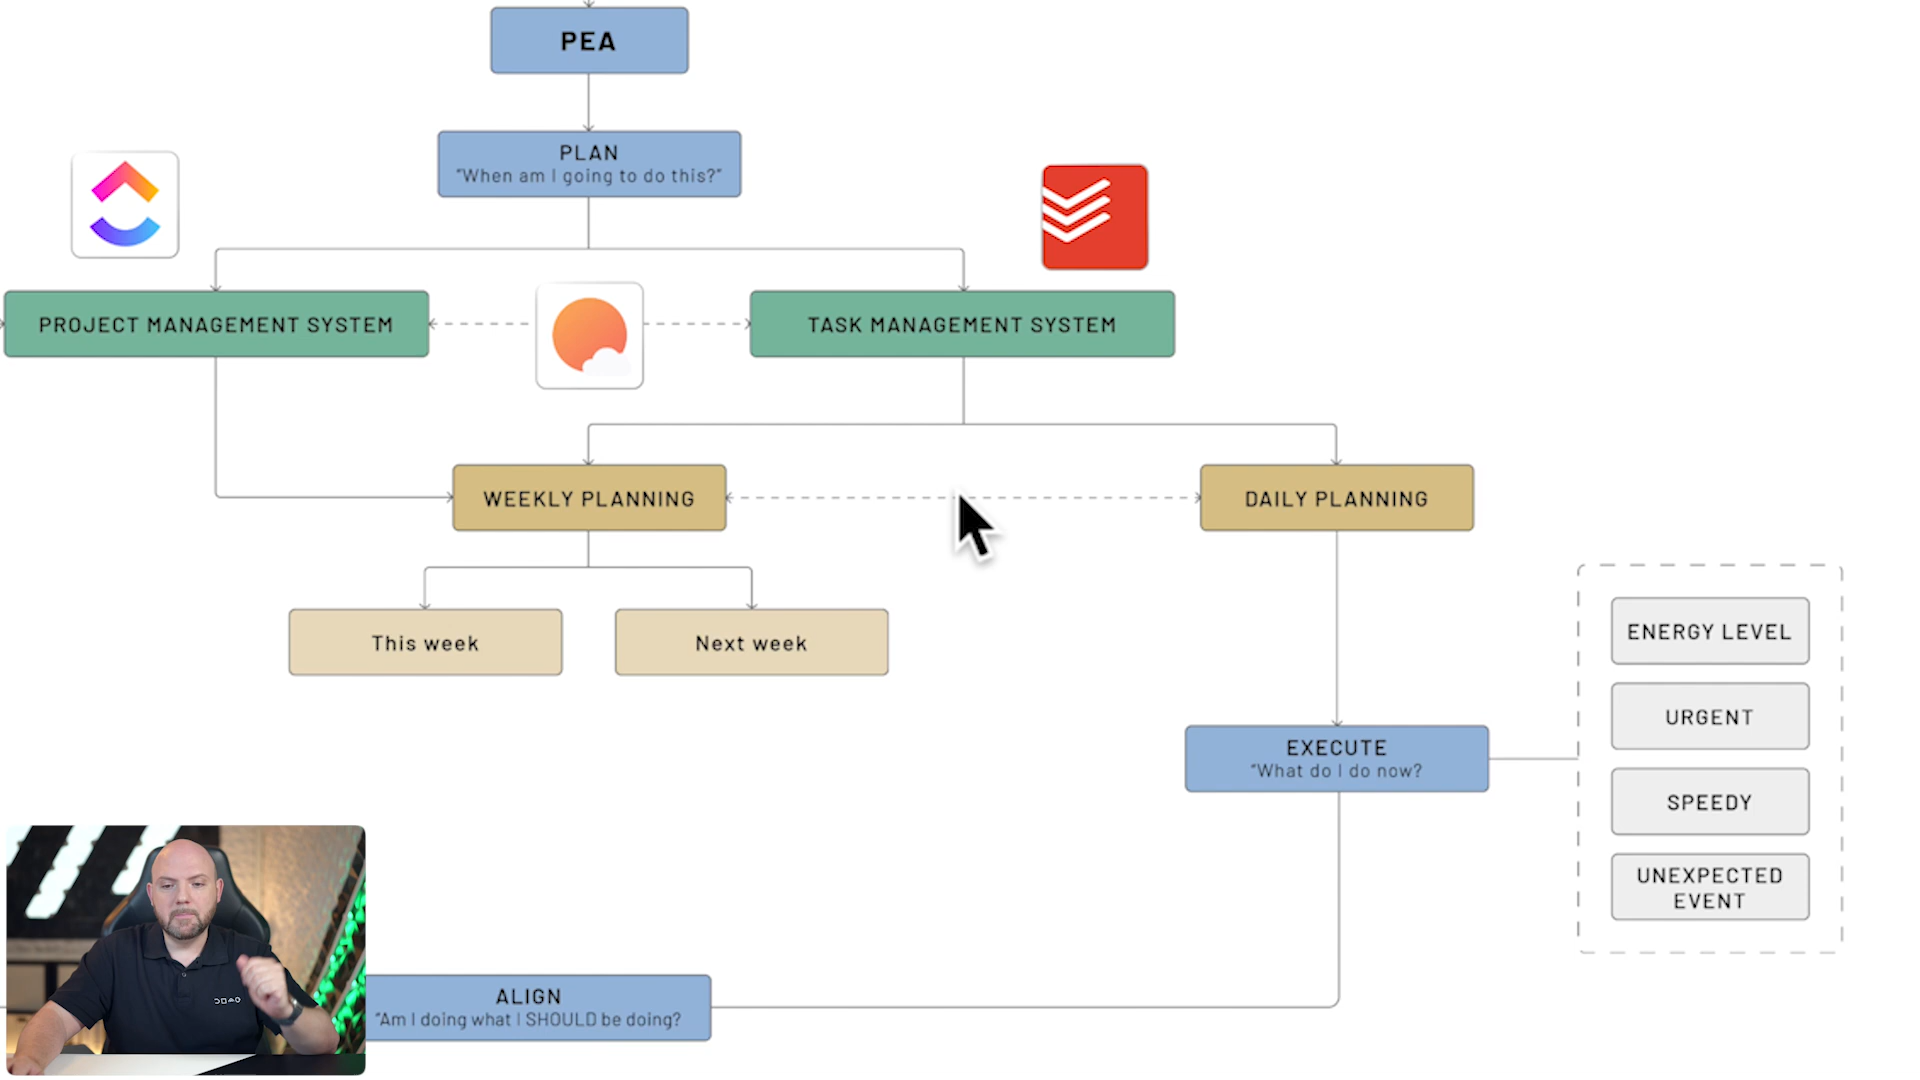 PEA
PLAN
"When am I going to do this?"
PROJECT MANAGEMENT SYSTEM
TASK MANAGEMENT SYSTEM
WEEKLY PLANNING
DAILY PLANNING
This week
Next week
ENERGY LEVEL
URGENT
SPEEDY
UNEXPECTED
EVENT
EXECUTE
"What do I do now?
ALIGN
"Am I doing what I SHOULD be doing?